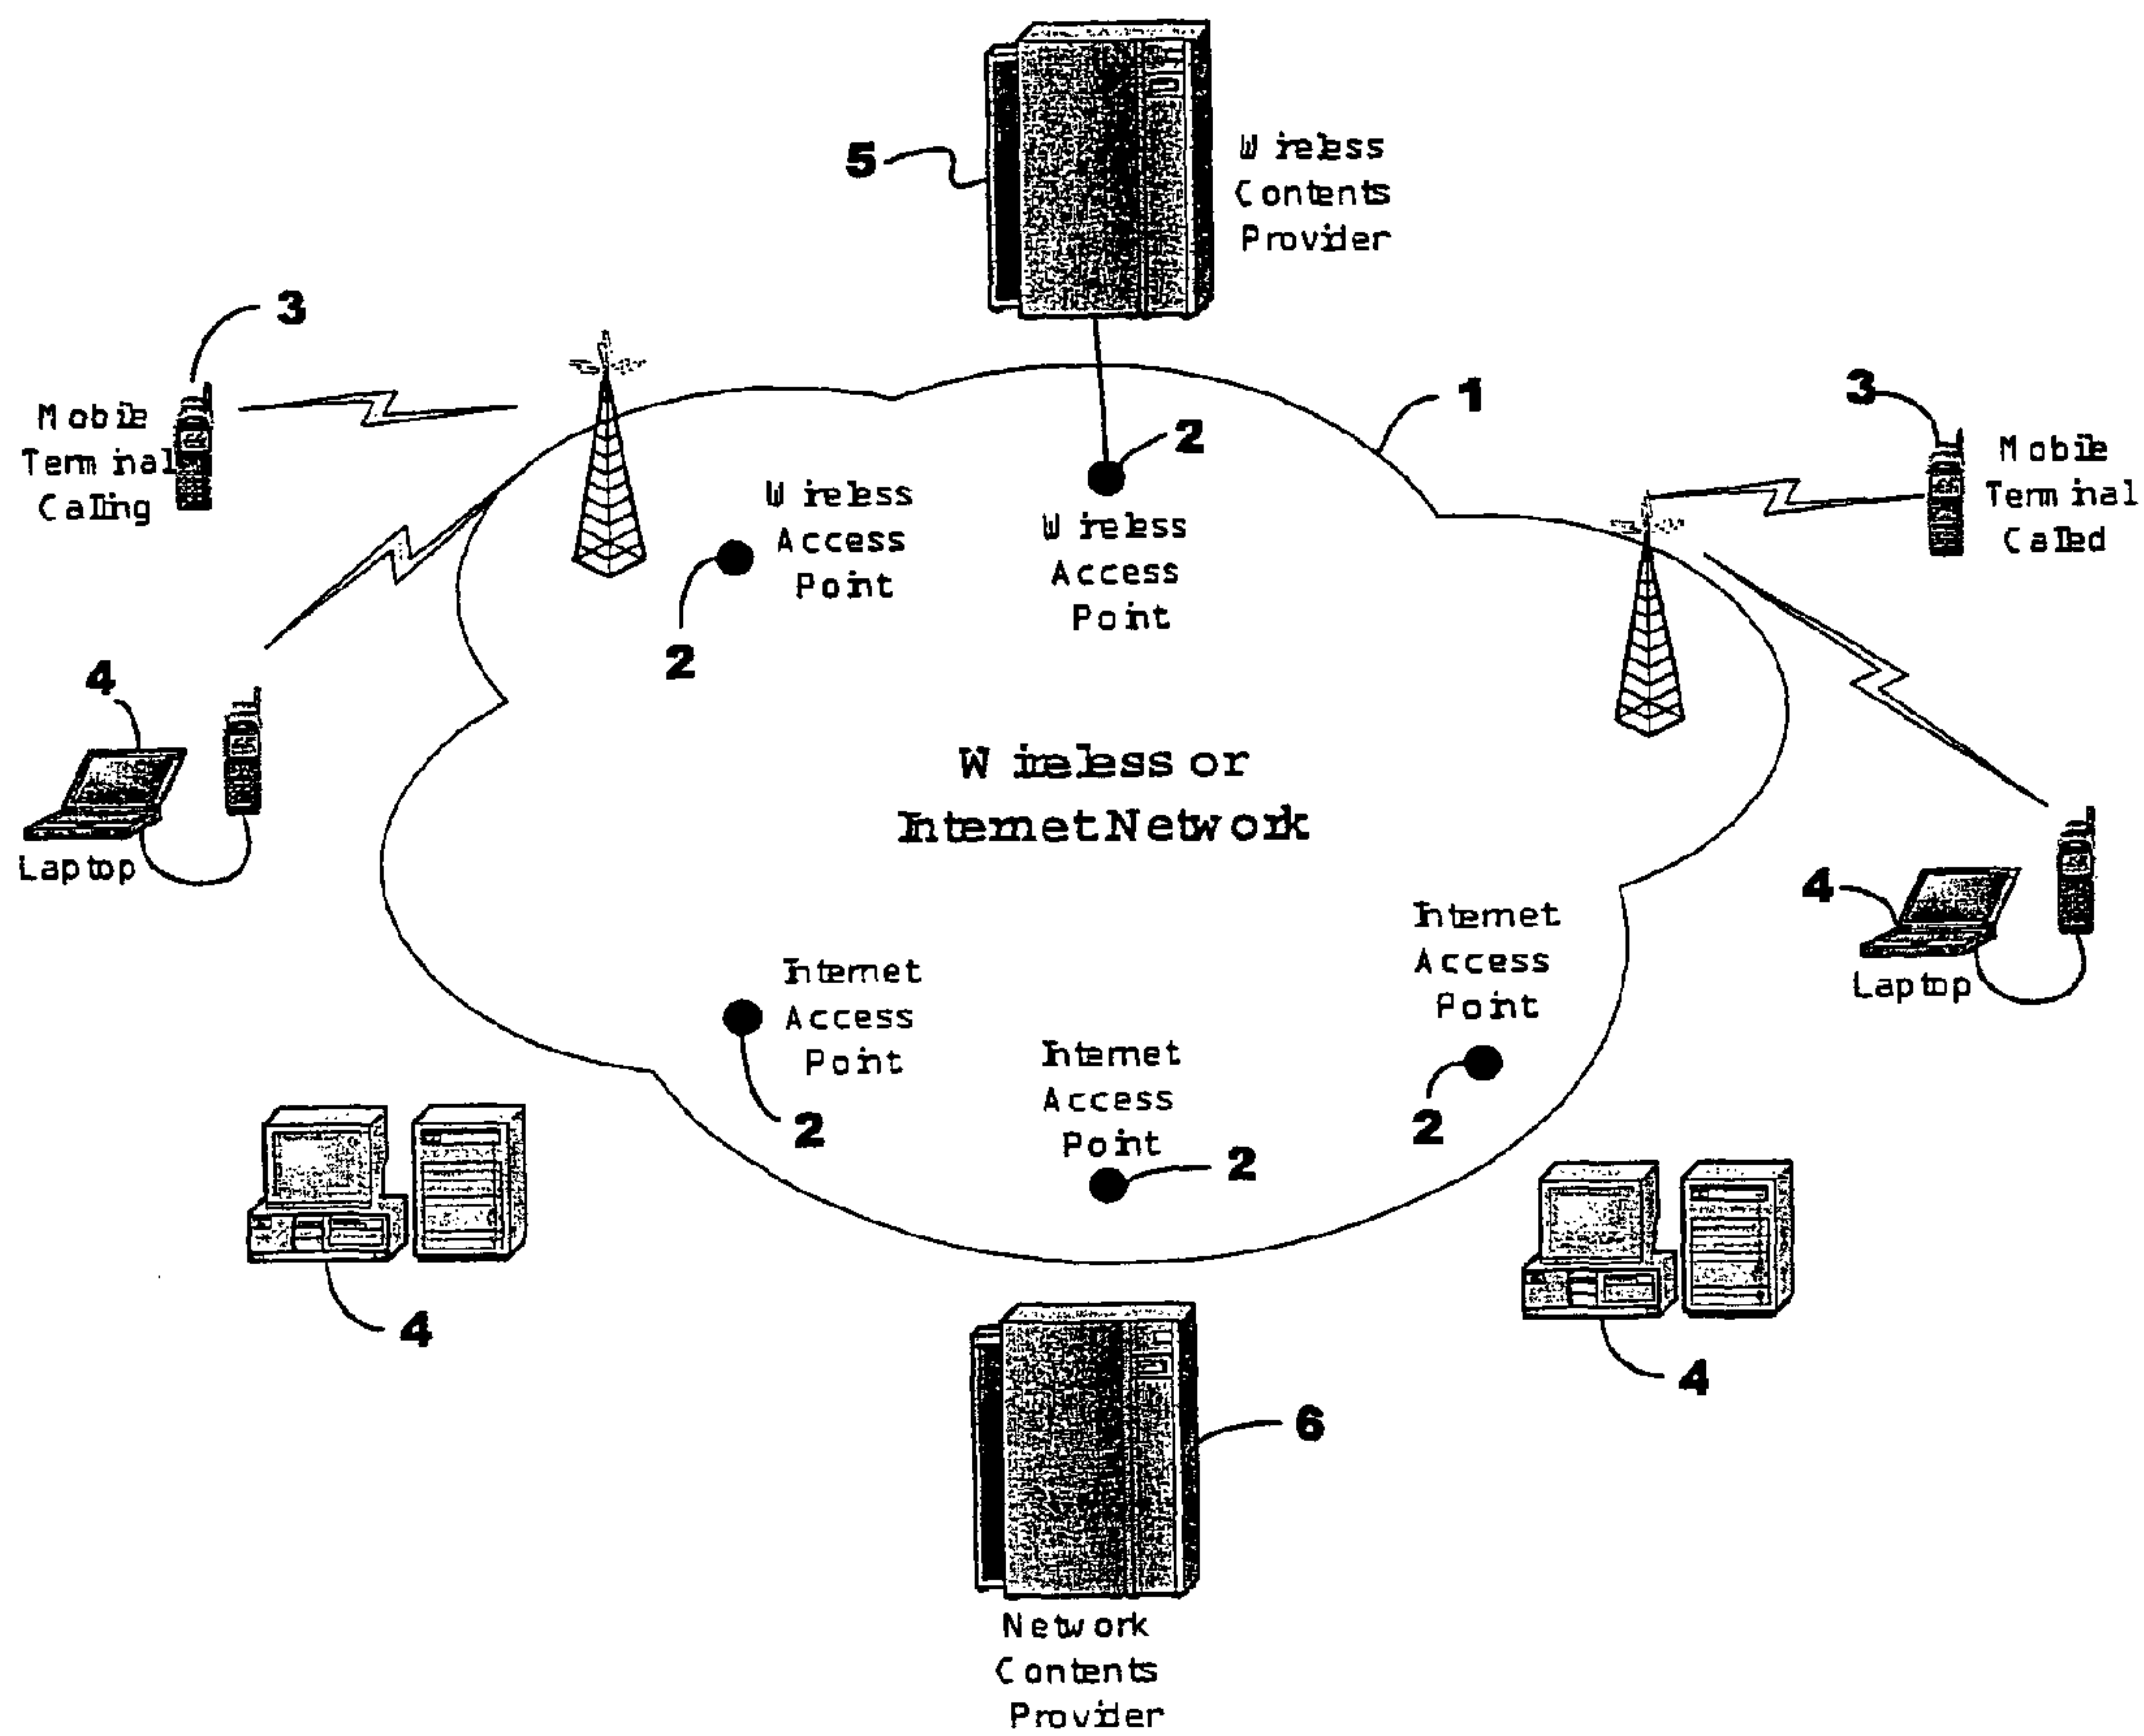 5
Wireless
Contents
Provider
3
Mobile
Terminal
Calling
1
2
3
Mobile
Terminal
Called
Wireless
Access
Point
2
Wireless
Access
Point
4
Laptop
Wireless or
Internet Network
4
Laptop
Internet
Access
Point
2
Internet
Access
Point
2
Internet
Access
Point
2
4
4
6
Network
Contents
Provider